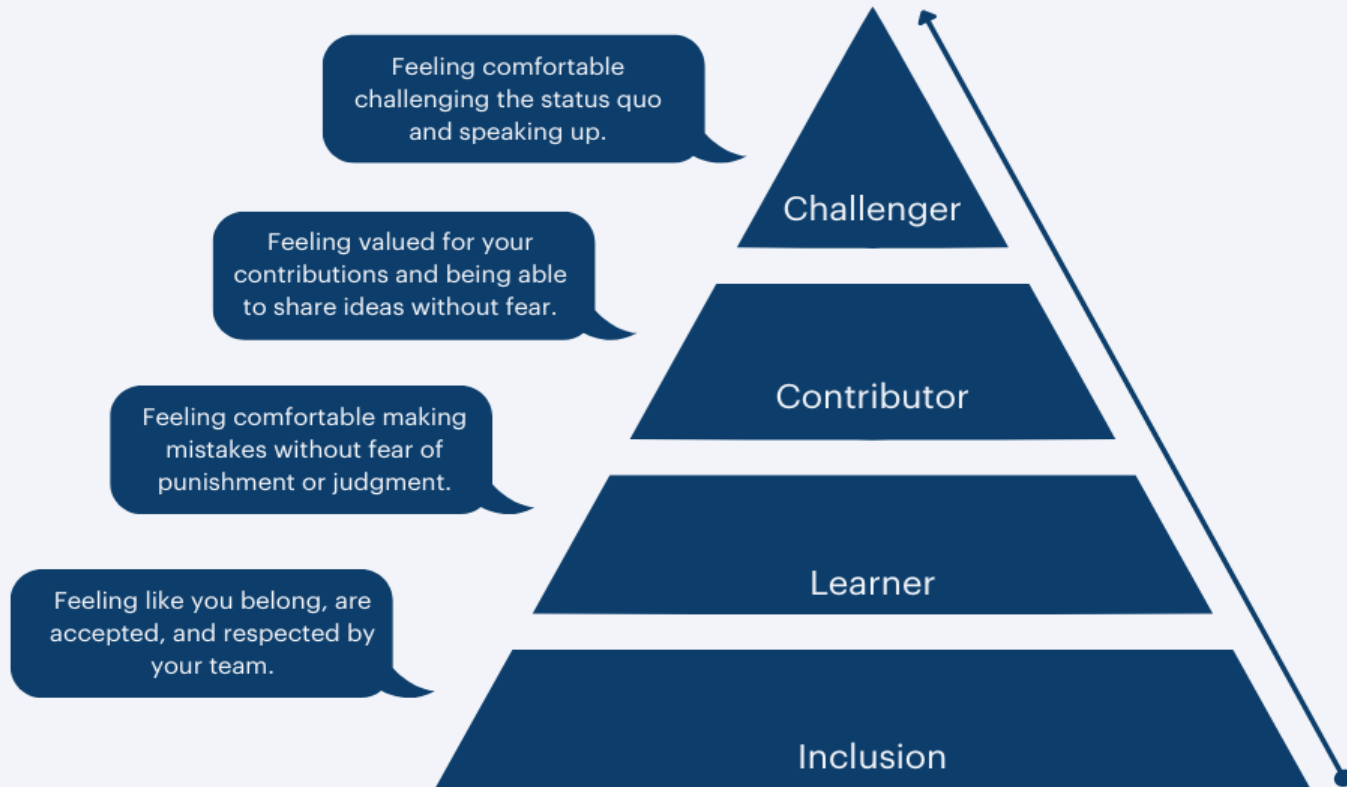 Feeling comfortable
challenging the status quo
and speaking up.
Challenger
Feeling valued for your
contributions and being able
to share ideas without fear.
Contributor
Feeling comfortable making
mistakes without fear of
punishment or judgment.
Learner
Feeling like you belong, are
accepted, and respected by
your team.
Inclusion